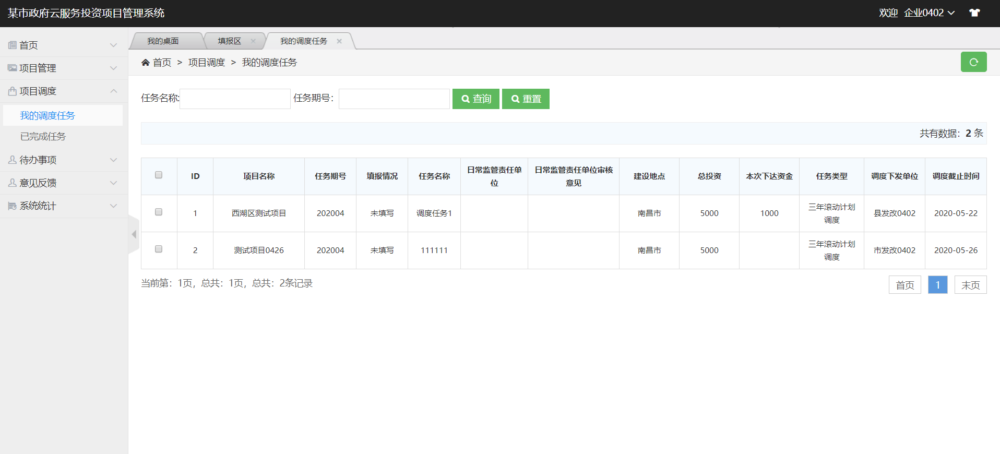 某市政府云服务投资项目管理系统
欢迎 企业0402
首页
项目管理
项目调度
我的调度任务
已完成任务
待办事项
意见反馈
系统统计
我的桌面 填报区 我的调度任务
首页 > 项目调度 > 我的调度任务
任务名称: 任务期号： 查询 重置
共有数据：2 条
ID 项目名称 任务期号 填报情况 任务名称 日常监管责任单位 日常监管责任单位审核意见 建设地点 总投资 本次下达资金 任务类型 调度下发单位 调度截止时间
1 西湖区测试项目 202004 未填写 调度任务1 南昌市 5000 1000 三年滚动计划调度 县发改0402 2020-05-22
2 测试项目0426 202004 未填写 111111 南昌市 5000 三年滚动计划调度 市发改0402 2020-05-26
当前第：1页，总共：1页，总共：2条记录
首页 1 末页